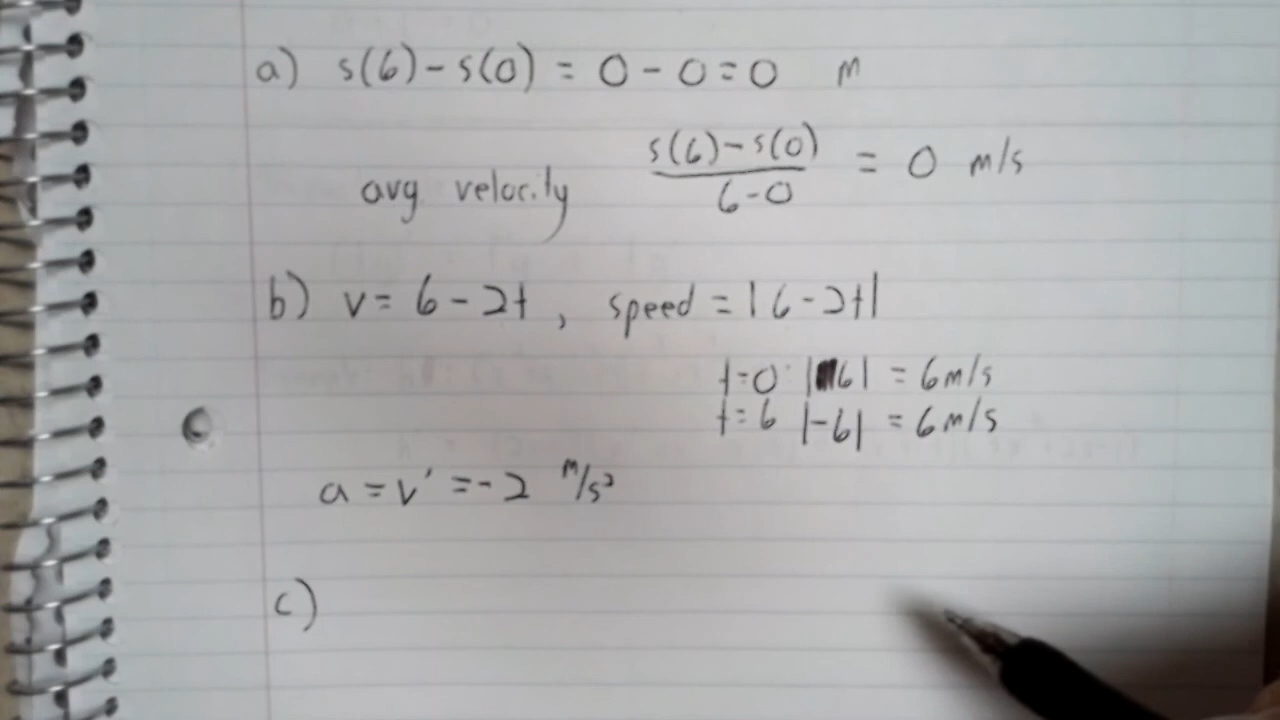 a) s(6)-s(0) = 0 - 0 = 0 m
avg velocity \frac{s(6)-s(0)}{6-0} = 0 m/s
b) v = 6 - 2t , speed = |6-2t|
t=0: |6| = 6m/s
t=6 |-6| = 6m/s
a = v' = -2 m/s²
c)